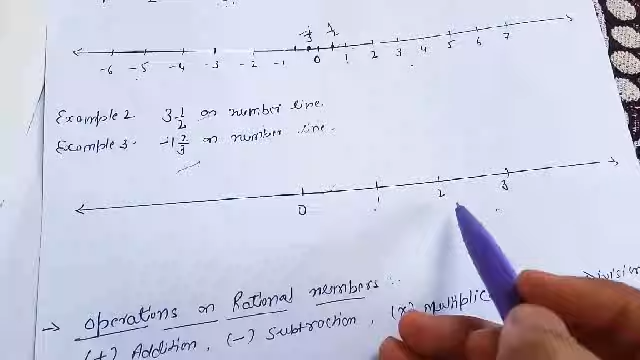 -6 -5 -4 -3 -2 -1 0 1 2 3 4 5 6 7
Example 2. 3 1/2 on number line.
Example 3. -1 2/3 on number line.
0 1 2 3
→ Operations on Rational numbers :-
(+) Addition, (-) Subtraction, (x)